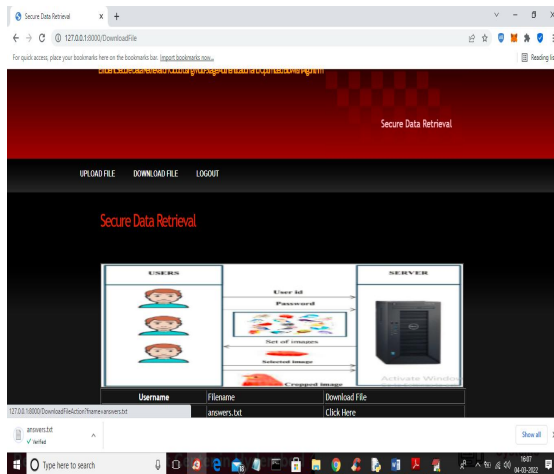 Secure Data Retrieval
127.0.0.1:8000/DownloadFile
For quick access, place your bookmarks here on the bookmarks bar. Import bookmarks now...
Reading list
Secure Data Retrieval
UPLOAD FILE DOWNLOAD FILE LOGOUT
Secure Data Retrieval
USERS
SERVER
User id
Password
Set of images
Selected image
Cropped image
Activate Window
Username Filename Download File
answers.txt Click Here
127.0.0.1:8000/DownloadFileAction?fname=answers.txt
answers.txt
Verified
Show all
Type here to search
16:07
04-03-2022